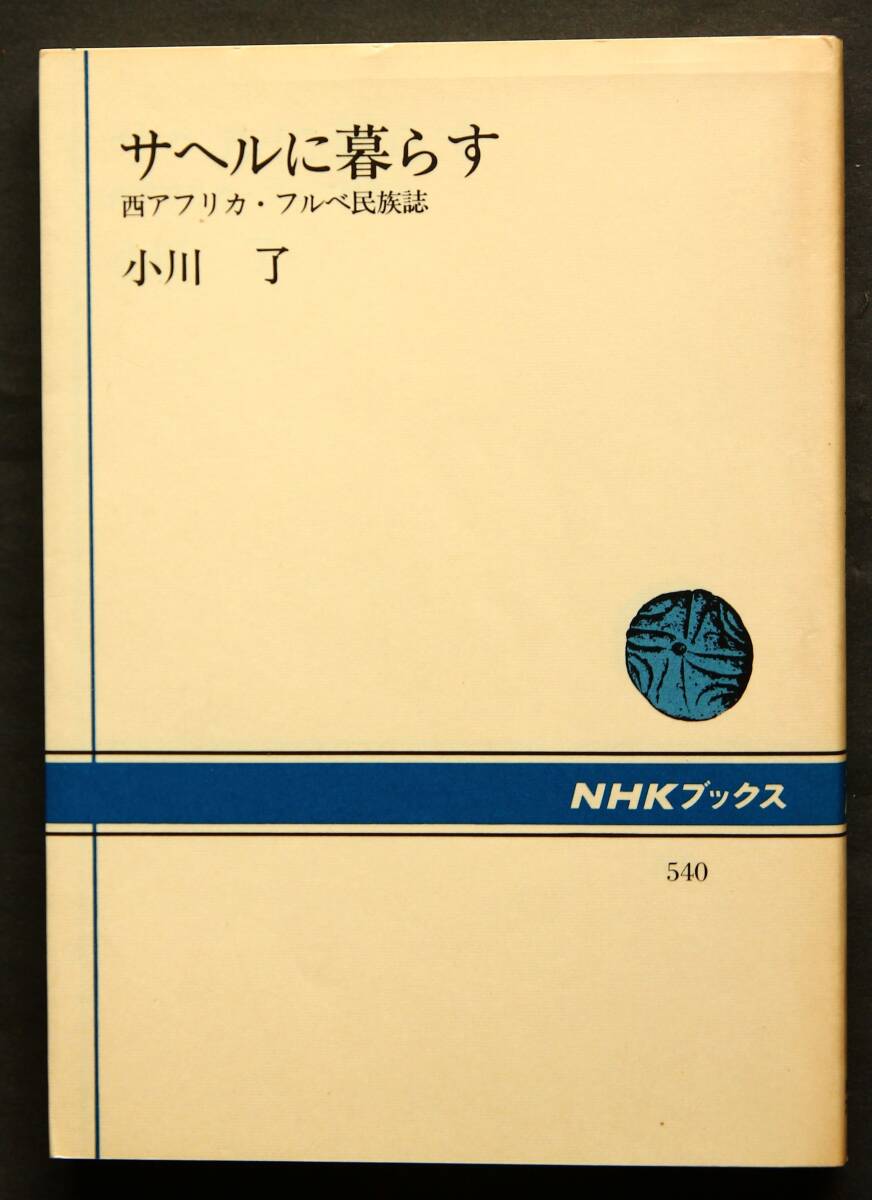 サヘルに暮らす
西アフリカ・フルベ民族誌
小川 了
NHKブックス
540